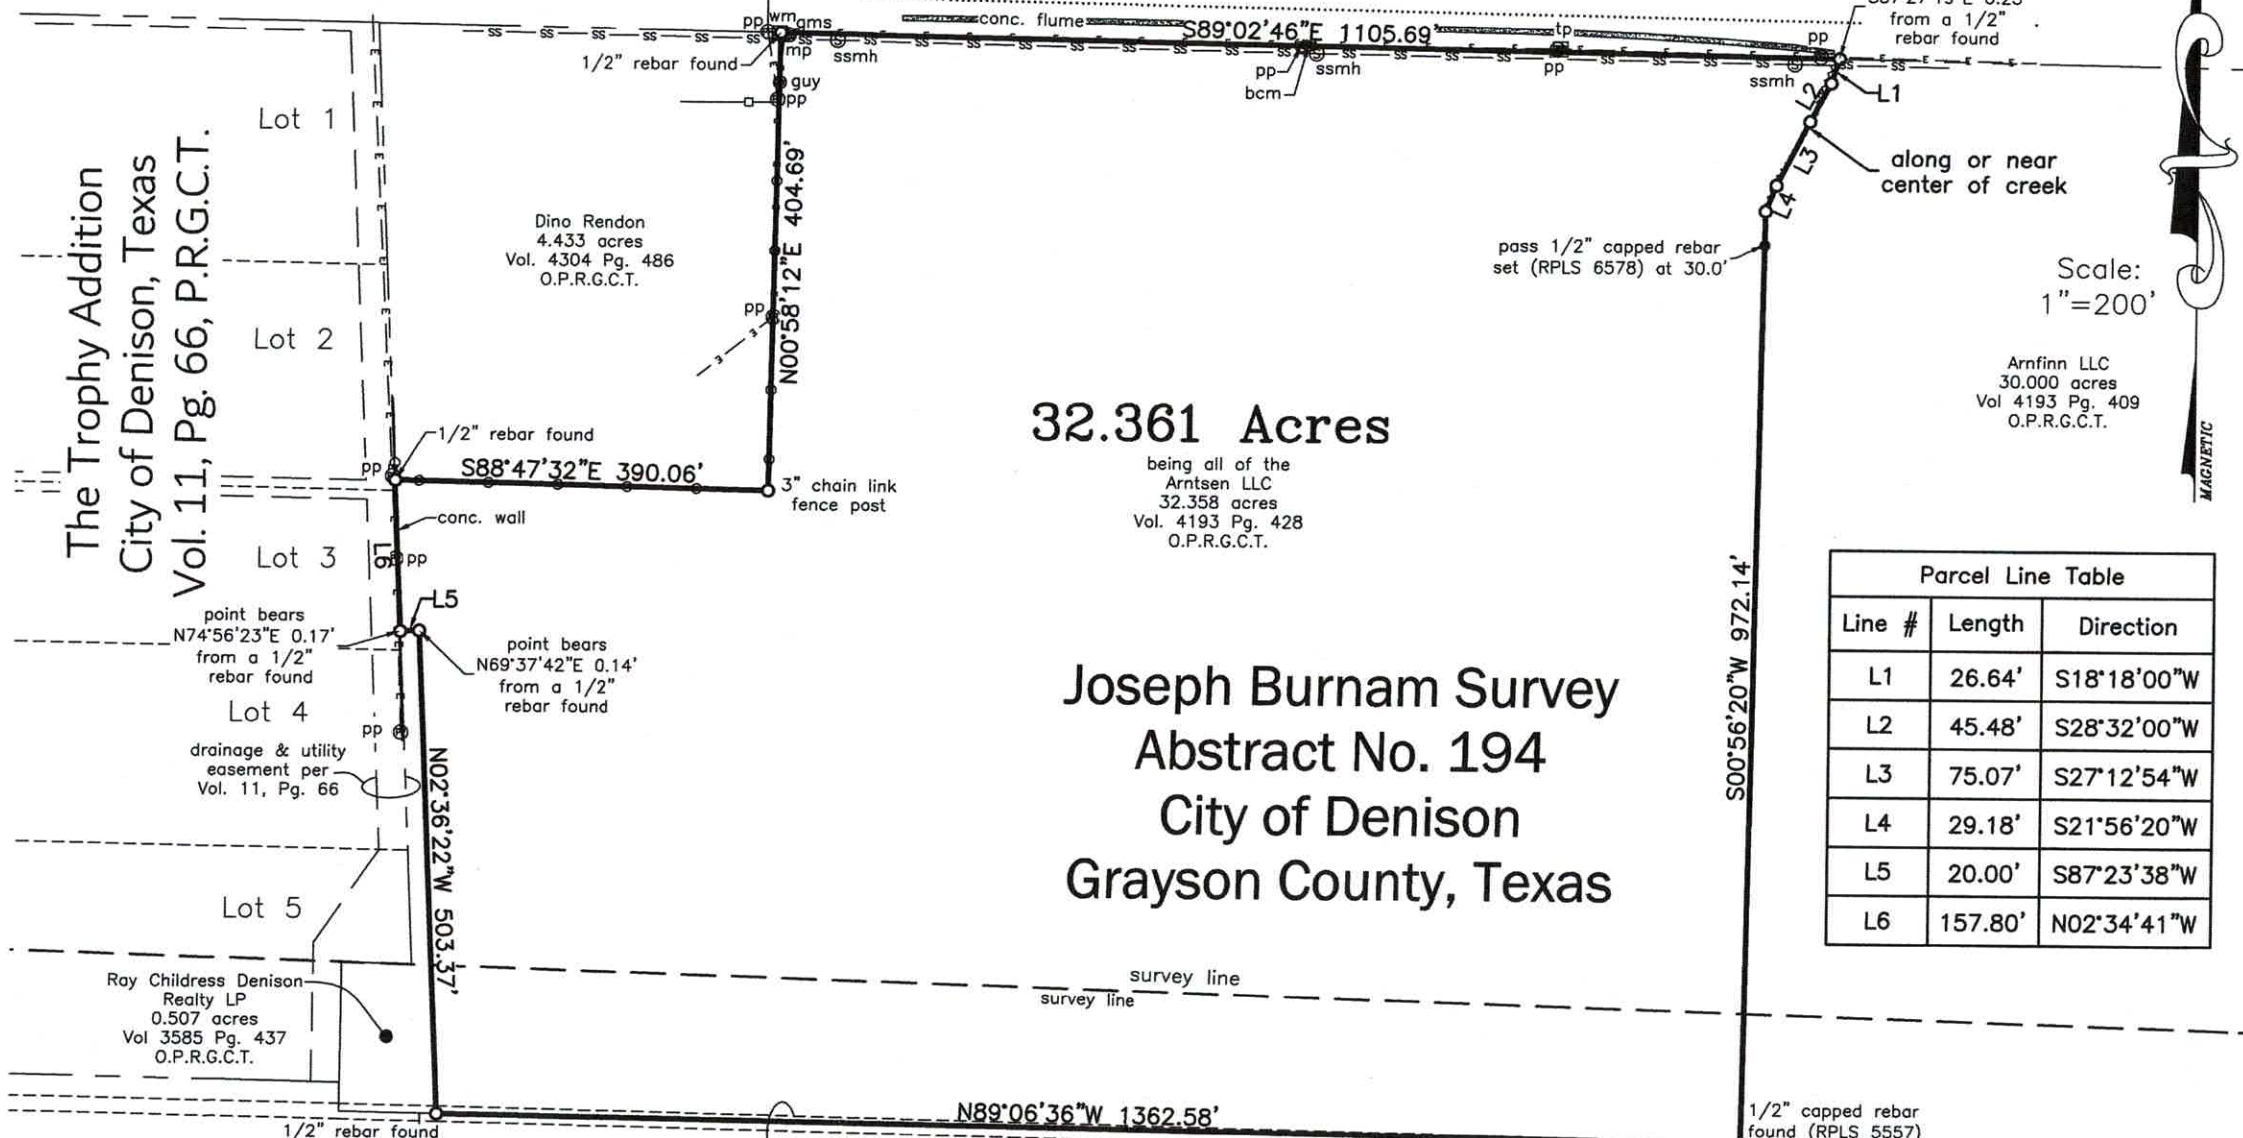 The Trophy Addition
City of Denison, Texas
Vol. 11, Pg. 66, P.R.G.C.T.
Lot 1
Lot 2
Lot 3
Lot 4
Lot 5
ss
pp
wm
gms
mp
guy
pp
1/2" rebar found
ssmh
conc. flume
S89°02'46"E 1105.69'
pp
bcm
ssmh
tp
pp
ssmh
pp
from a 1/2"
rebar found
L1
L2
L3
L4
along or near
center of creek
pass 1/2" capped rebar
set (RPLS 6578) at 30.0'
Dino Rendon
4.433 acres
Vol. 4304 Pg. 486
O.P.R.G.C.T.
N00°58'12"E 404.69'
pp
1/2" rebar found
pp
S88°47'32"E 390.06'
3" chain link
fence post
conc. wall
L6
pp
L5
point bears
N74°56'23"E 0.17'
from a 1/2"
rebar found
point bears
N69°37'42"E 0.14'
from a 1/2"
rebar found
pp
drainage & utility
easement per
Vol. 11, Pg. 66
N02°36'22"W 503.37'
Ray Childress Denison
Realty LP
0.507 acres
Vol 3585 Pg. 437
O.P.R.G.C.T.
1/2" rebar found
32.361 Acres
being all of the
Arntsen LLC
32.358 acres
Vol. 4193 Pg. 428
O.P.R.G.C.T.
Joseph Burnam Survey
Abstract No. 194
City of Denison
Grayson County, Texas
survey line
survey line
N89°06'36"W 1362.58'
S00°56'20"W 972.14'
1/2" capped rebar
found (RPLS 5557)
Scale:
1"=200'
Arnfinn LLC
30.000 acres
Vol 4193 Pg. 409
O.P.R.G.C.T.
MAGNETIC
Parcel Line Table
Line # Length Direction
L1 26.64' S18°18'00"W
L2 45.48' S28°32'00"W
L3 75.07' S27°12'54"W
L4 29.18' S21°56'20"W
L5 20.00' S87°23'38"W
L6 157.80' N02°34'41"W